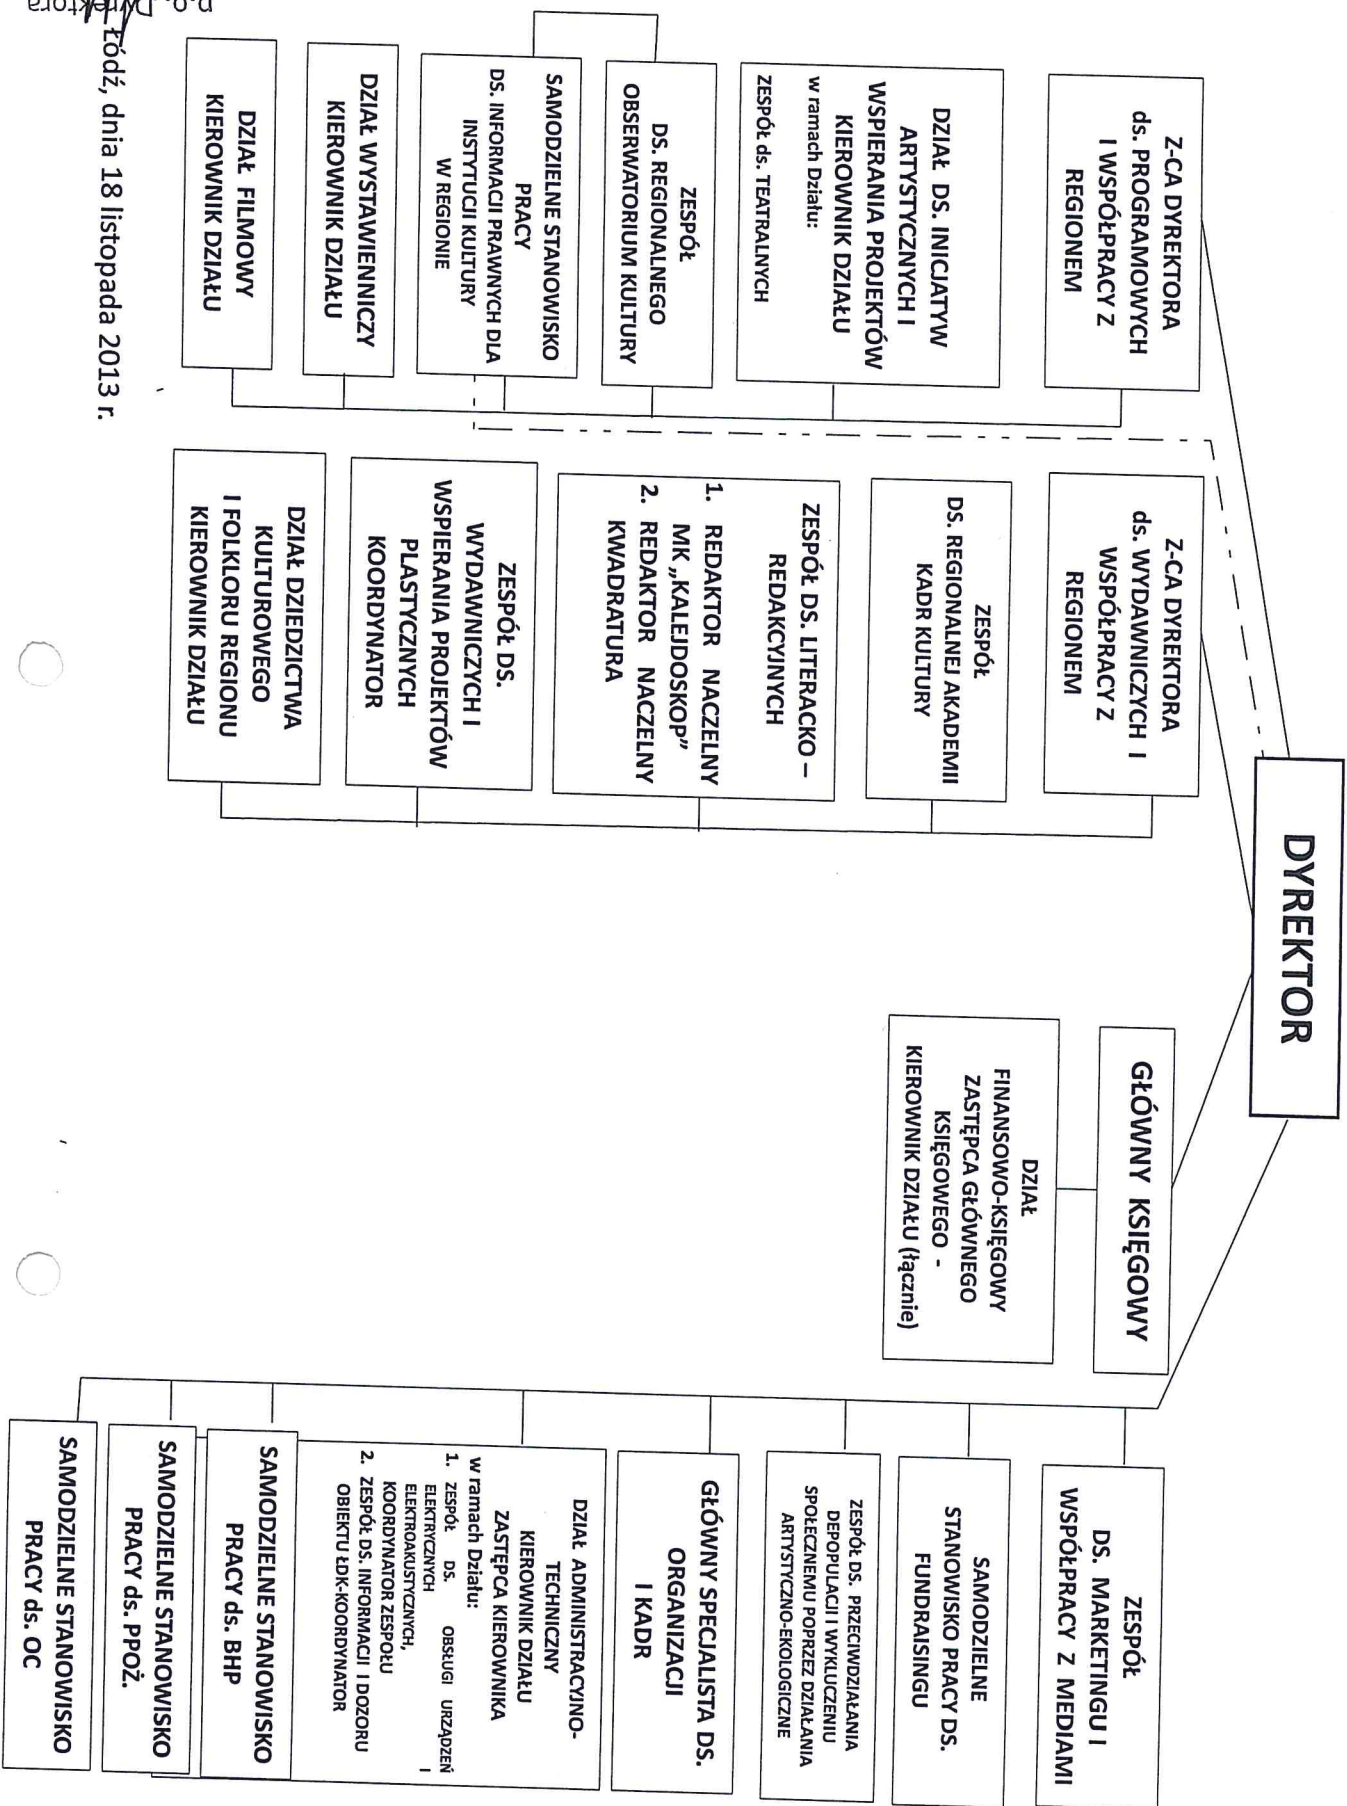 DYREKTOR
Z-CA DYREKTORA
ds. PROGRAMOWYCH
I WSPÓŁPRACY Z
REGIONEM
DZIAŁ DS. INICJATYW
ARTYSTYCZNYCH I
WSPIERANIA PROJEKTÓW
KIEROWNIK DZIAŁU
w ramach Działu:
ZESPÓŁ ds. TEATRALNYCH
ZESPÓŁ
DS. REGIONALNEGO
OBSERWATORIUM KULTURY
SAMODZIELNE STANOWISKO
PRACY
DS. INFORMACJI PRAWNYCH DLA
INSTYTUCJI KULTURY
W REGIONIE
DZIAŁ WYSTAWIENNICZY
KIEROWNIK DZIAŁU
DZIAŁ FILMOWY
KIEROWNIK DZIAŁU
Z-CA DYREKTORA
ds. WYDAWNICZYCH I
WSPÓŁPRACY Z
REGIONEM
ZESPÓŁ
DS. REGIONALNEJ AKADEMII
KADR KULTURY
ZESPÓŁ DS. LITERACKO –
REDAKCYJNYCH
1. REDAKTOR NACZELNY
MK „KALEJDOSKOP”
2. REDAKTOR NACZELNY
KWADRATURA
ZESPÓŁ DS.
WYDAWNICZYCH I
WSPIERANIA PROJEKTÓW
PLASTYCZNYCH
KOORDYNATOR
DZIAŁ DZIEDZICTWA
KULTUROWEGO
I FOLKLORU REGIONU
KIEROWNIK DZIAŁU
GŁÓWNY KSIĘGOWY
DZIAŁ
FINANSOWO-KSIĘGOWY
ZASTĘPCA GŁÓWNEGO
KSIĘGOWEGO -
KIEROWNIK DZIAŁU (łącznie)
ZESPÓŁ
DS. MARKETINGU I
WSPÓŁPRACY Z MEDIAMI
SAMODZIELNE
STANOWISKO PRACY DS.
FUNDRAISINGU
ZESPÓŁ DS. PRZECIWDZIAŁANIA
DEPOPULACJI I WYKLUCZENIU
SPOŁECZNEMU POPRZEZ DZIAŁANIA
ARTYSTYCZNO-EKOLOGICZNE
GŁÓWNY SPECJALISTA DS.
ORGANIZACJI
I KADR
DZIAŁ ADMINISTRACYJNO-
TECHNICZNY
KIEROWNIK DZIAŁU
ZASTĘPCA KIEROWNIKA
w ramach Działu:
1. ZESPÓŁ DS. OBSŁUGI URZĄDZEŃ
ELEKTRYCZNYCH I
ELEKTROAKUSTYCZNYCH,
KOORDYNATOR ZESPOŁU
2. ZESPÓŁ DS. INFORMACJI I DOZORU
OBIEKTU ŁDK-KOORDYNATOR
SAMODZIELNE STANOWISKO
PRACY ds. BHP
SAMODZIELNE STANOWISKO
PRACY ds. PPOŻ.
SAMODZIELNE STANOWISKO
PRACY ds. OC
Łódź, dnia 18 listopada 2013 r.
p.o. Dyrektora